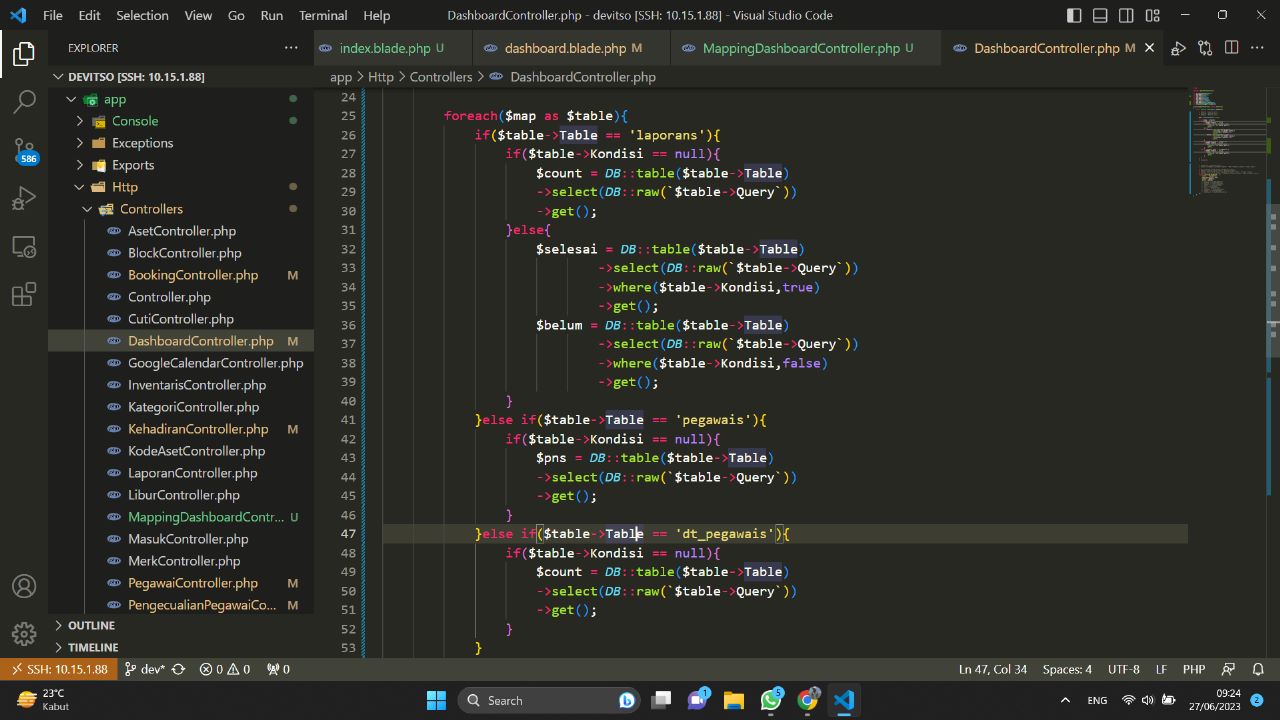 File Edit Selection View Go Run Terminal Help DashboardController.php - devitso [SSH: 10.15.1.88] - Visual Studio Code
EXPLORER
index.blade.php U
dashboard.blade.php M
MappingDashboardController.php U
DashboardController.php M
DEVITSO [SSH: 10.15.1.88]
app > Http > Controllers > DashboardController.php
app
Console
Exceptions
Exports
Http
Controllers
AsetController.php
BlockController.php
BookingController.php M
Controller.php
CutiController.php
DashboardController.php M
GoogleCalendarController.php
InventarisController.php
KategoriController.php
KehadiranController.php M
KodeAsetController.php
LaporanController.php
LiburController.php
MappingDashboardContr... U
MasukController.php
MerkController.php
PegawaiController.php M
PengecualianPegawaiCo... M
OUTLINE
TIMELINE
586
24
25 foreach($map as $table){
26 if($table->Table == 'laporans'){
27 if($table->Kondisi == null){
28 $count = DB::table($table->Table)
29 ->select(DB::raw(`$table->Query`))
30 ->get();
31 }else{
32 $selesai = DB::table($table->Table)
33 ->select(DB::raw(`$table->Query`))
34 ->where($table->Kondisi,true)
35 ->get();
36 $belum = DB::table($table->Table)
37 ->select(DB::raw(`$table->Query`))
38 ->where($table->Kondisi,false)
39 ->get();
40 }
41 }else if($table->Table == 'pegawais'){
42 if($table->Kondisi == null){
43 $pns = DB::table($table->Table)
44 ->select(DB::raw(`$table->Query`))
45 ->get();
46 }
47 }else if($table->Table == 'dt_pegawais'){
48 if($table->Kondisi == null){
49 $count = DB::table($table->Table)
50 ->select(DB::raw(`$table->Query`))
51 ->get();
52 }
53 }
SSH: 10.15.1.88 dev* 0 0 0 Ln 47, Col 34 Spaces: 4 UTF-8 LF PHP
23°C
Kabut
Search
1
5
ENG
09:24
27/06/2023
2